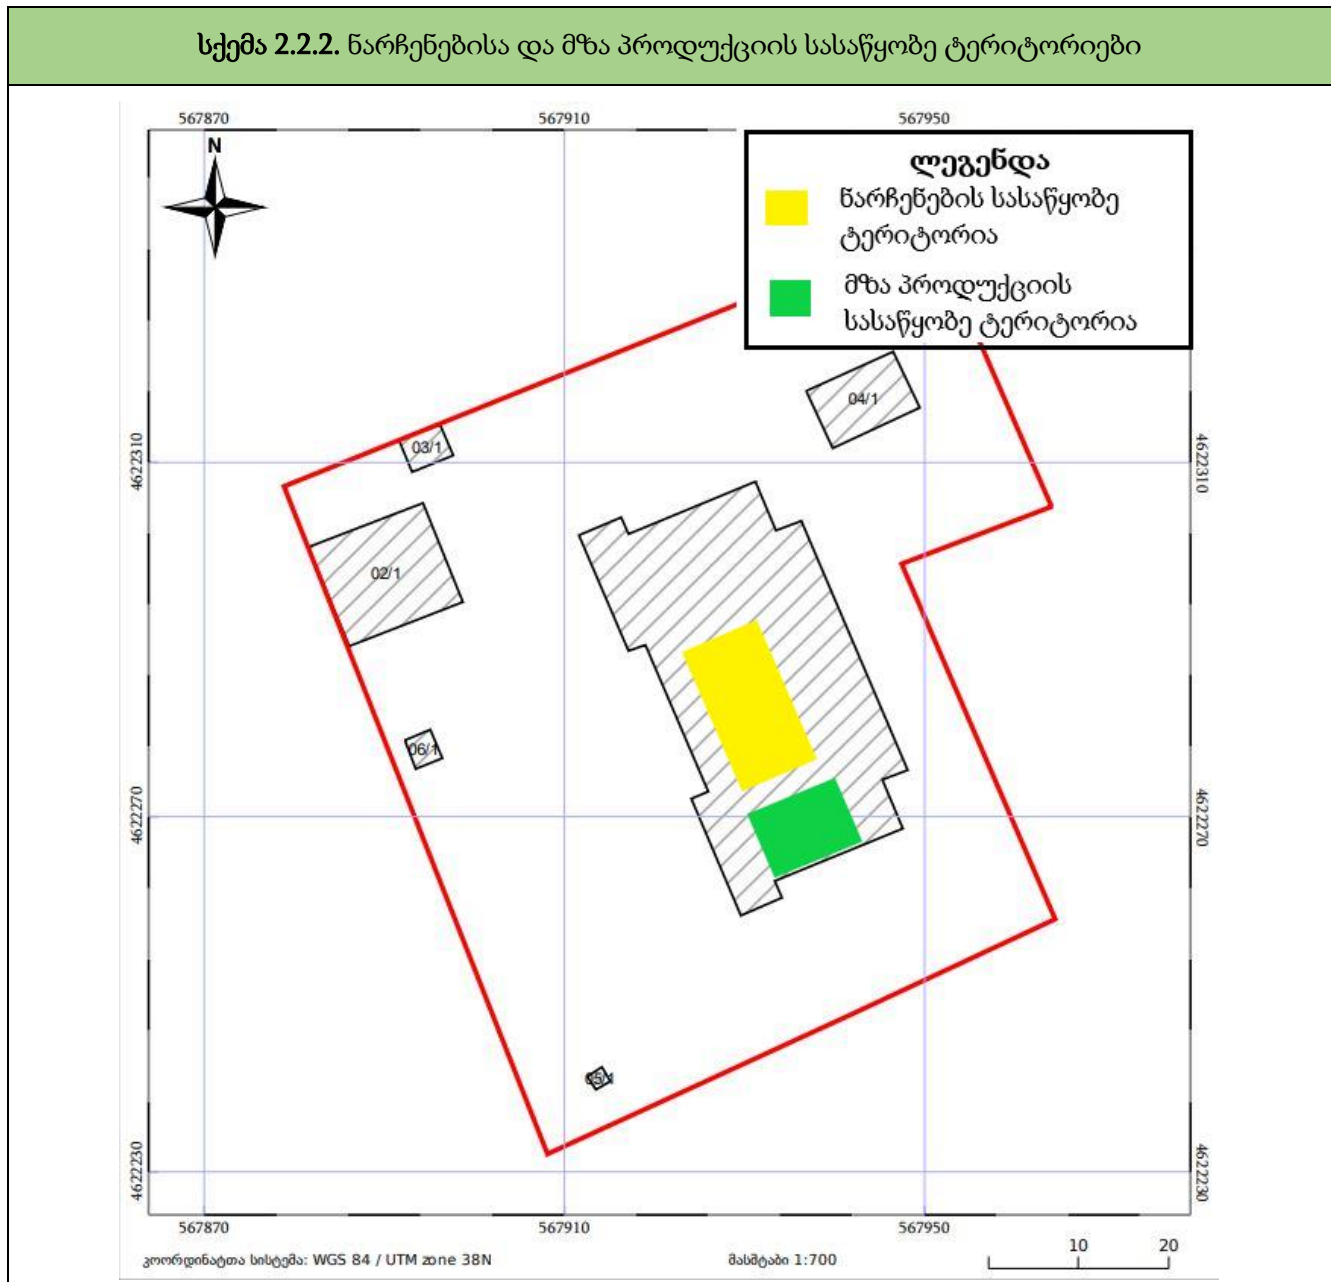 სქემა 2.2.2. ნარჩენებისა და მზა პროდუქციის სასაწყობე ტერიტორიები
567870 567910 567950
N
ლეგენდა
ნარჩენების სასაწყობე
ტერიტორია
მზა პროდუქციის
სასაწყობე ტერიტორია
04/1
03/1
4622310 4622310
02/1
06/1
4622270 4622270
05/1
4622230 4622230
567870 567910 567950
კოორდინატთა სისტემა: WGS 84 / UTM zone 38N მასშტაბი 1:700 10 20